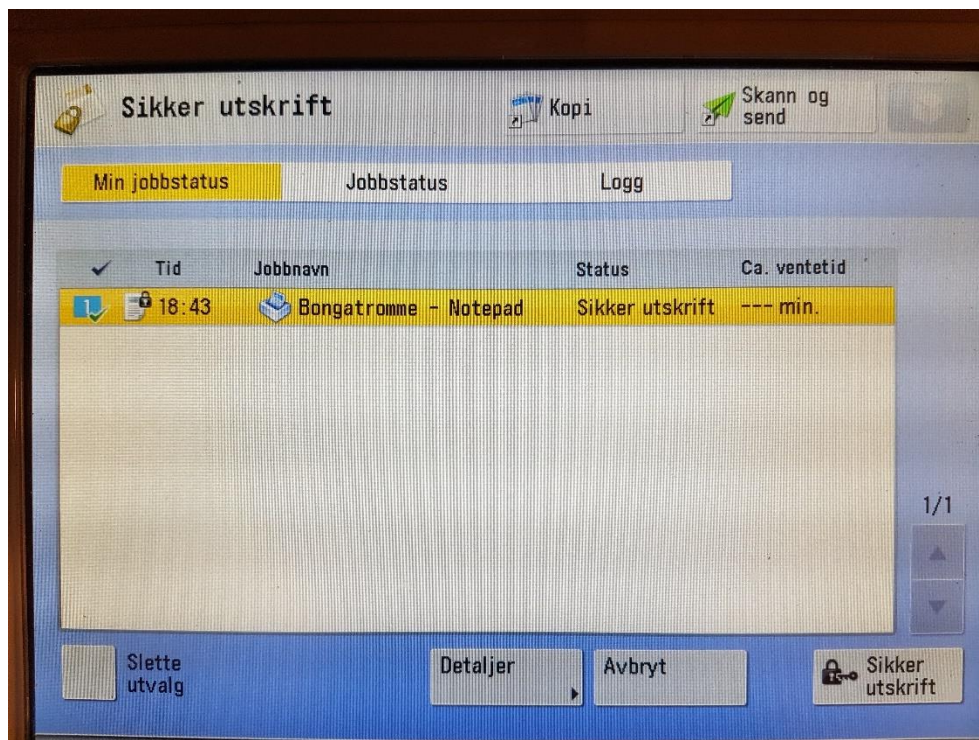 Sikker utskrift
Kopi
Skann og
send
Min jobbstatus
Jobbstatus
Logg
Tid
Jobbnavn
Status
Ca. ventetid
1
18:43
Bongatromme - Notepad
Sikker utskrift
--- min.
1/1
Slette
utvalg
Detaljer
Avbryt
Sikker
utskrift